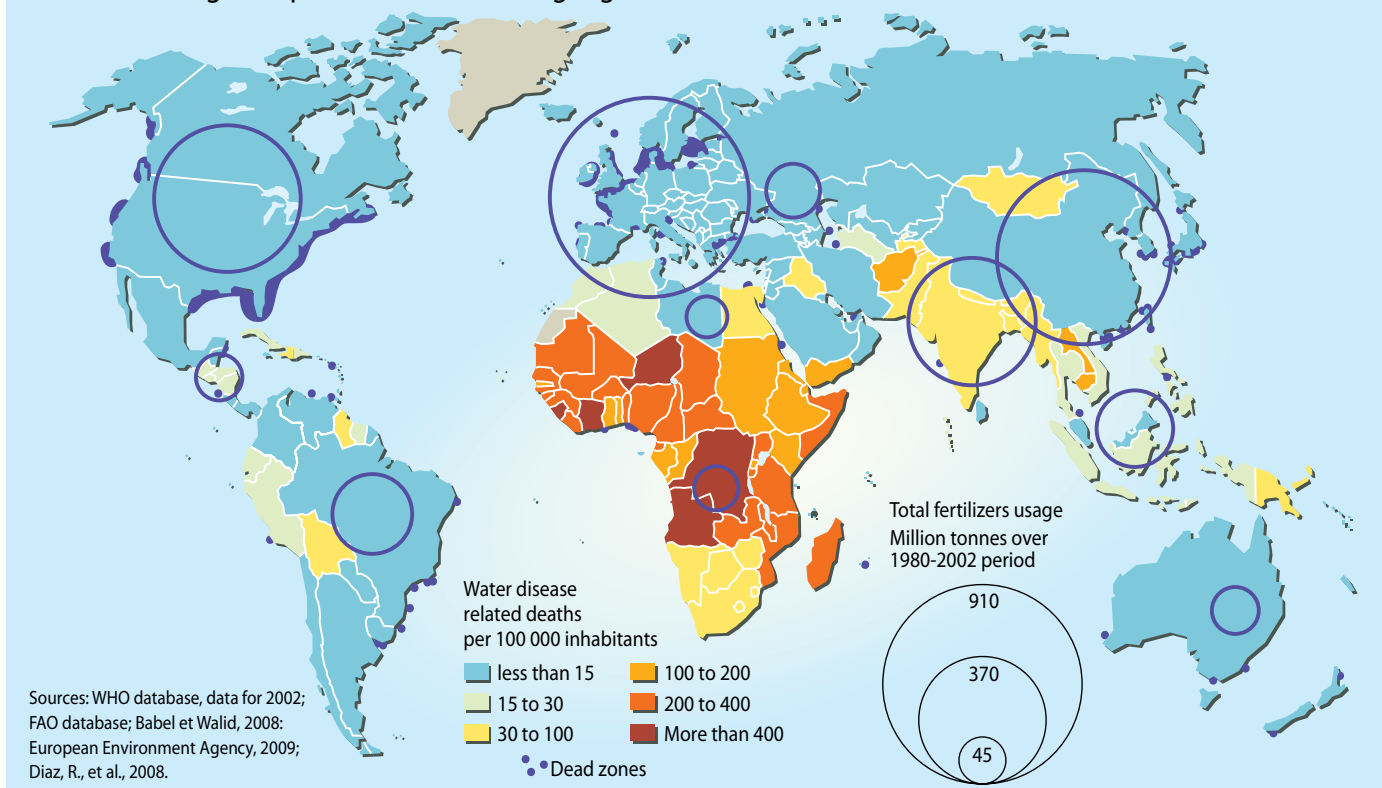 Total fertilizers usage
Million tonnes over
1980-2002 period
910
370
45
Water disease
related deaths
per 100 000 inhabitants
less than 15
15 to 30
30 to 100
100 to 200
200 to 400
More than 400
Dead zones
Sources: WHO database, data for 2002;
FAO database; Babel et Walid, 2008:
European Environment Agency, 2009;
Diaz, R., et al., 2008.